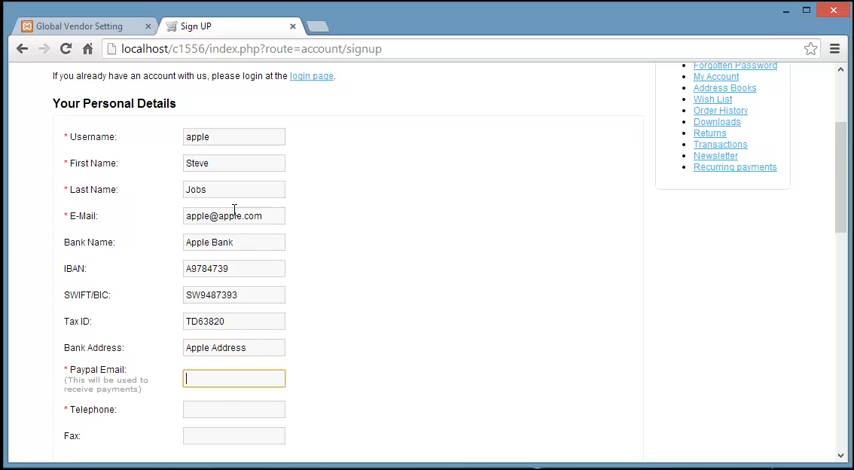 Global Vendor Setting
Sign UP
localhost/c1556/index.php?route=account/signup
If you already have an account with us, please login at the login page.
Your Personal Details
* Username: apple
* First Name: Steve
* Last Name: Jobs
* E-Mail: apple@apple.com
Bank Name: Apple Bank
IBAN: A9784739
SWIFT/BIC: SW9487393
Tax ID: TD63820
Bank Address: Apple Address
* Paypal Email:
(This will be used to
receive payments)
* Telephone:
Fax:
Forgotten Password
My Account
Address Books
Wish List
Order History
Downloads
Returns
Transactions
Newsletter
Recurring payments